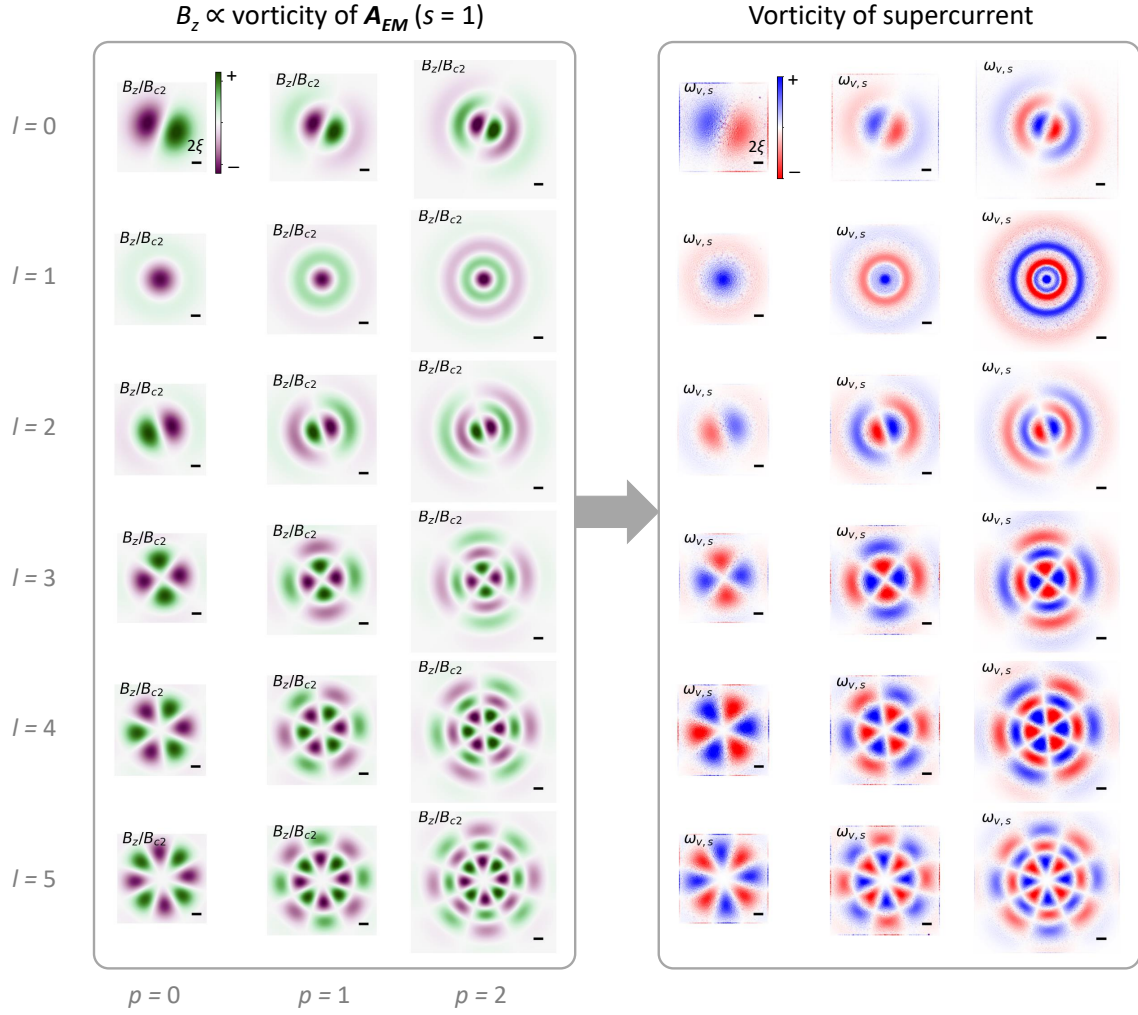 B_z ∝ vorticity of A_EM (s = 1)
Vorticity of supercurrent
l = 0
B_z/B_c2
+
−
2ξ
B_z/B_c2
B_z/B_c2
ω_v,s
+
−
2ξ
ω_v,s
ω_v,s
l = 1
B_z/B_c2
B_z/B_c2
B_z/B_c2
ω_v,s
ω_v,s
ω_v,s
l = 2
B_z/B_c2
B_z/B_c2
B_z/B_c2
ω_v,s
ω_v,s
ω_v,s
l = 3
B_z/B_c2
B_z/B_c2
B_z/B_c2
ω_v,s
ω_v,s
ω_v,s
l = 4
B_z/B_c2
B_z/B_c2
B_z/B_c2
ω_v,s
ω_v,s
ω_v,s
l = 5
B_z/B_c2
B_z/B_c2
B_z/B_c2
ω_v,s
ω_v,s
ω_v,s
p = 0
p = 1
p = 2